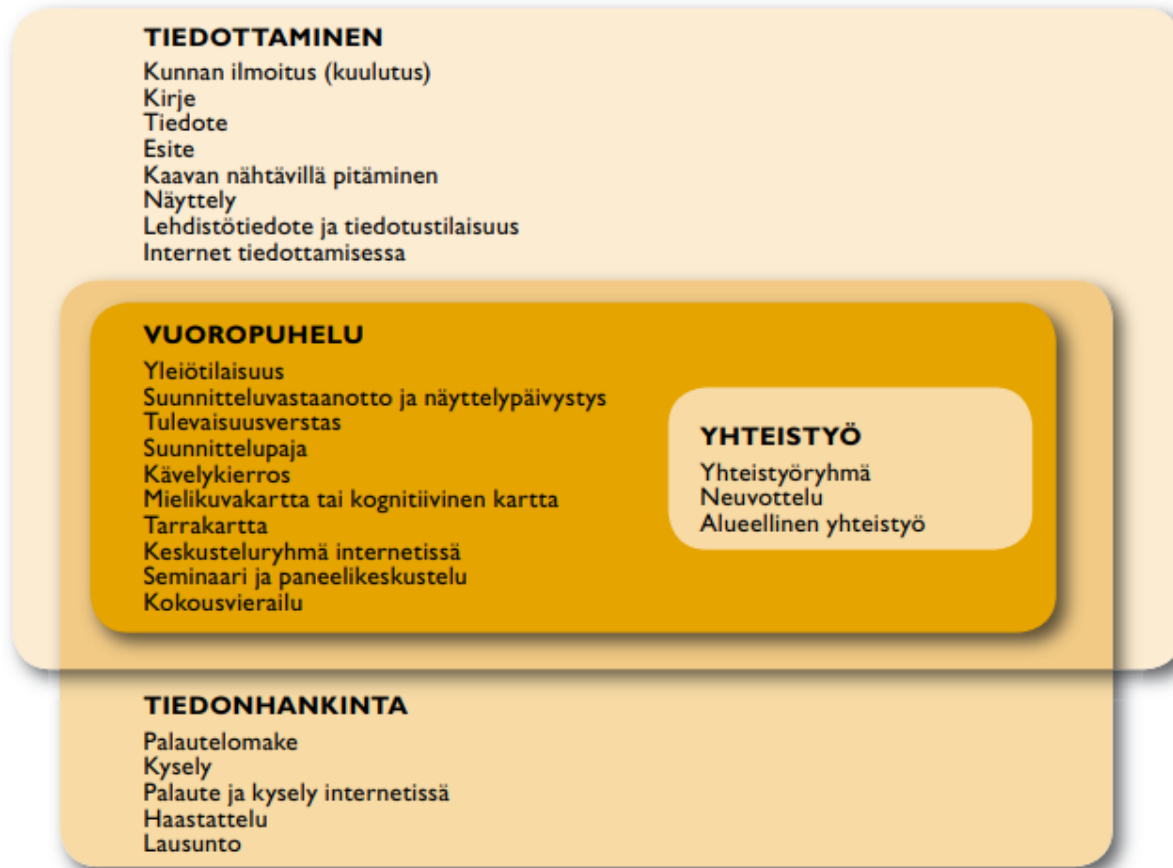 TIEDOTTAMINEN
Kunnan ilmoitus (kuulutus)
Kirje
Tiedote
Esite
Kaavan nähtävillä pitäminen
Näyttely
Lehdistötiedote ja tiedotustilaisuus
Internet tiedottamisessa
VUOROPUHELU
Yleiötilaisuus
Suunnitteluvastaanotto ja näyttelypäivystys
Tulevaisuusverstas
Suunnittelupaja
Kävelykierros
Mielikuvakartta tai kognitiivinen kartta
Tarrakartta
Keskusteluryhmä internetissä
Seminaari ja paneelikeskustelu
Kokousvierailu
YHTEISTYÖ
Yhteistyöryhmä
Neuvottelu
Alueellinen yhteistyö
TIEDONHANKINTA
Palautelomake
Kysely
Palaute ja kysely internetissä
Haastattelu
Lausunto